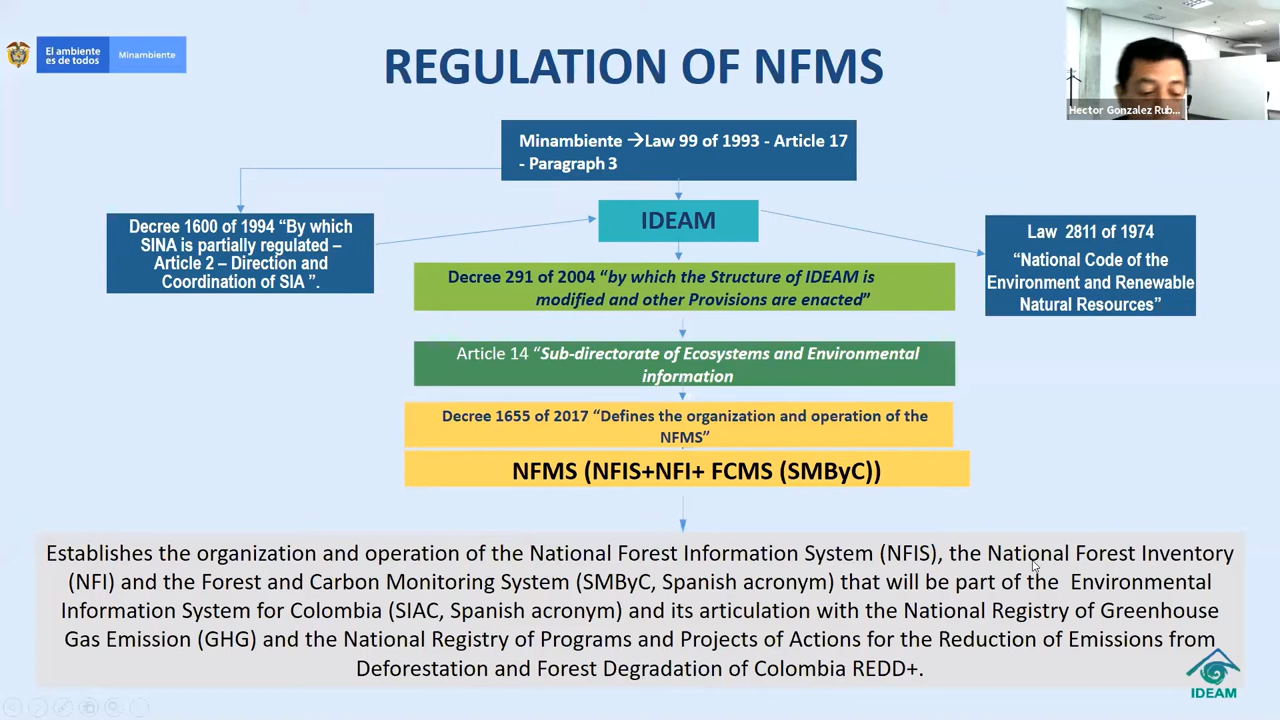 El ambiente
es de todos
Minambiente
REGULATION OF NFMS
Hector Gonzalez Rub...
Minambiente →Law 99 of 1993 - Article 17
- Paragraph 3
Decree 1600 of 1994 “By which
SINA is partially regulated –
Article 2 – Direction and
Coordination of SIA ”.
IDEAM
Law 2811 of 1974
“National Code of the
Environment and Renewable
Natural Resources”
Decree 291 of 2004 “by which the Structure of IDEAM is
modified and other Provisions are enacted”
Article 14 “Sub-directorate of Ecosystems and Environmental
information
Decree 1655 of 2017 “Defines the organization and operation of the
NFMS”
NFMS (NFIS+NFI+ FCMS (SMByC))
Establishes the organization and operation of the National Forest Information System (NFIS), the National Forest Inventory
(NFI) and the Forest and Carbon Monitoring System (SMByC, Spanish acronym) that will be part of the Environmental
Information System for Colombia (SIAC, Spanish acronym) and its articulation with the National Registry of Greenhouse
Gas Emission (GHG) and the National Registry of Programs and Projects of Actions for the Reduction of Emissions from
Deforestation and Forest Degradation of Colombia REDD+.
IDEAM